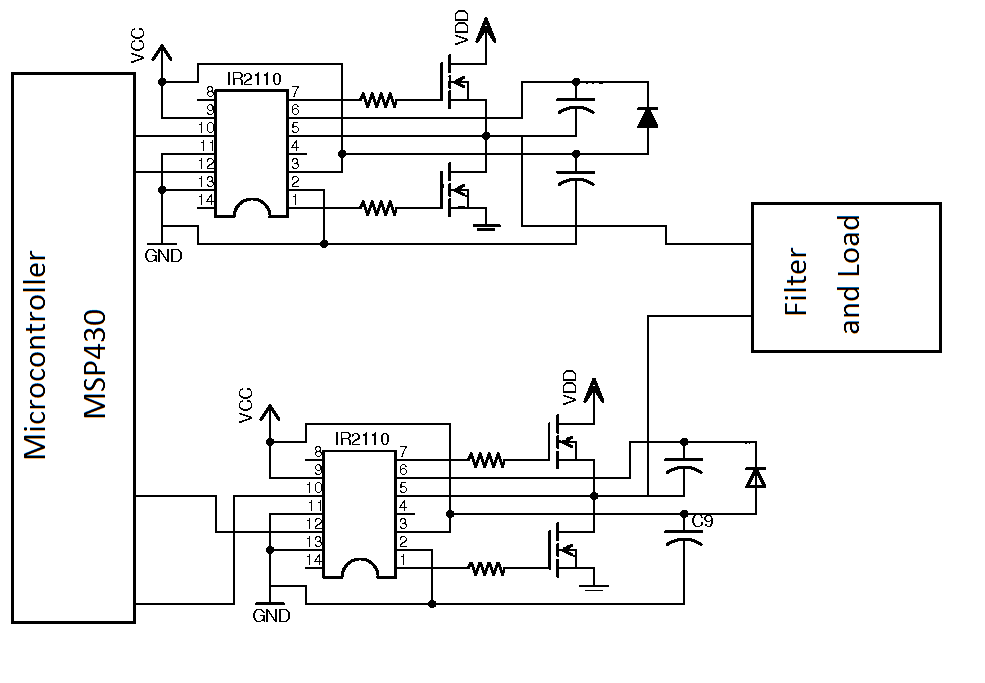 Microcontroller
MSP430
VCC
IR2110
8
9
10
11
12
13
14
7
6
5
4
3
2
1
VDD
GND
Filter
and Load
VCC
IR2110
8
9
10
11
12
13
14
7
6
5
4
3
2
1
VDD
C9
GND